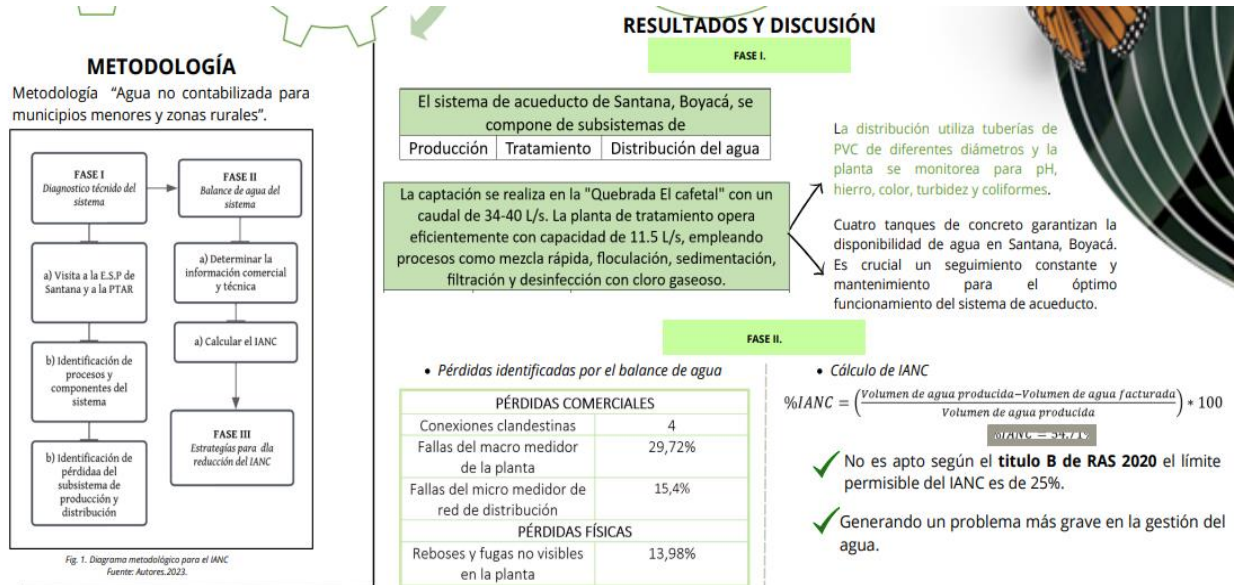 METODOLOGÍA
Metodología “Agua no contabilizada para
municipios menores y zonas rurales”.
FASE I
Diagnostico técnido del
sistema
a) Visita a la E.S.P de
Santana y a la PTAR
b) Identificación de
procesos y
componentes del
sistema
b) Identificación de
pérdidaa del
subsistema de
producción y
distribución
FASE II
Balance de agua del
sistema
a) Determinar la
información comercial
y técnica
a) Calcular el IANC
FASE III
Estrategías para dla
reducción del IANC
Fig. 1. Diagrama metodológico para el IANC
Fuente: Autores.2023.
RESULTADOS Y DISCUSIÓN
FASE I.
El sistema de acueducto de Santana, Boyacá, se
compone de subsistemas de
Producción Tratamiento Distribución del agua
La captación se realiza en la "Quebrada El cafetal" con un
caudal de 34-40 L/s. La planta de tratamiento opera
eficientemente con capacidad de 11.5 L/s, empleando
procesos como mezcla rápida, floculación, sedimentación,
filtración y desinfección con cloro gaseoso.
La distribución utiliza tuberías de
PVC de diferentes diámetros y la
planta se monitorea para pH,
hierro, color, turbidez y coliformes.
Cuatro tanques de concreto garantizan la
disponibilidad de agua en Santana, Boyacá.
Es crucial un seguimiento constante y
mantenimiento para el óptimo
funcionamiento del sistema de acueducto.
FASE II.
• Pérdidas identificadas por el balance de agua
PÉRDIDAS COMERCIALES
Conexiones clandestinas 4
Fallas del macro medidor
de la planta 29,72%
Fallas del micro medidor de
red de distribución 15,4%
PÉRDIDAS FÍSICAS
Reboses y fugas no visibles
en la planta 13,98%
• Cálculo de IANC
%IANC = (Volumen de agua producida−Volumen de agua facturada / Volumen de agua producida) * 100
%IANC = 54,71%
No es apto según el titulo B de RAS 2020 el límite
permisible del IANC es de 25%.
Generando un problema más grave en la gestión del
agua.